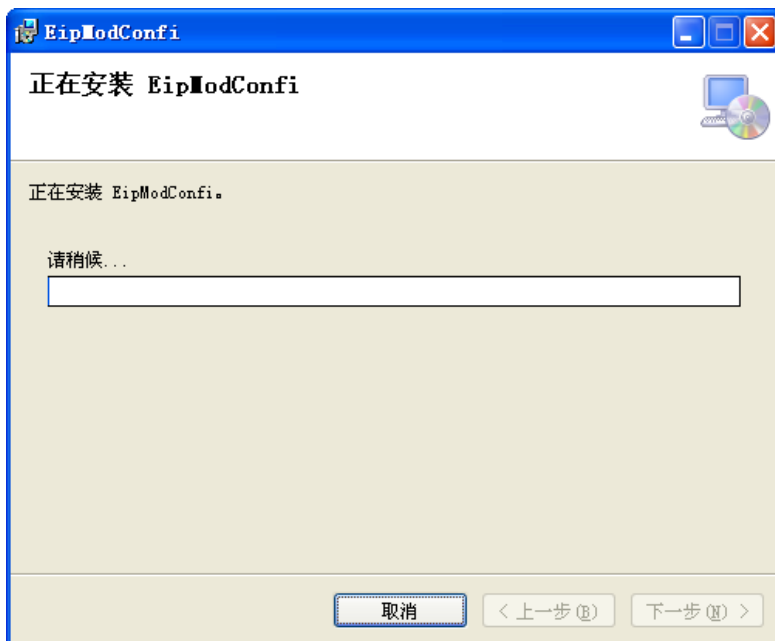 EipModConfi
正在安装 EipModConfi
正在安装 EipModConfi。
请稍候...
取消
< 上一步(B)
下一步(N) >